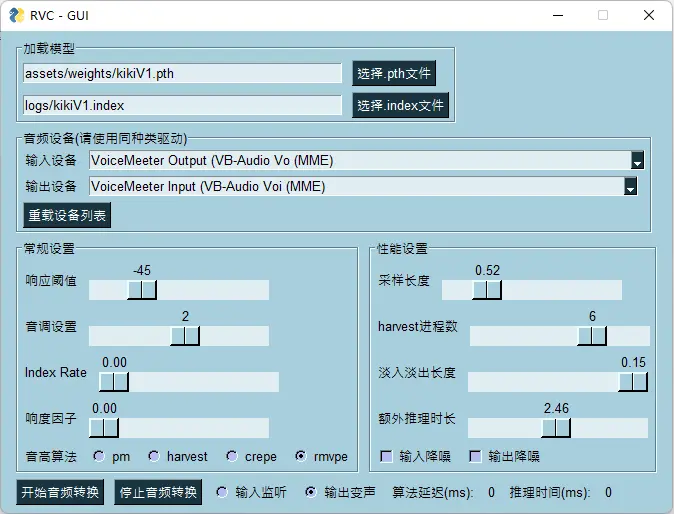 RVC - GUI
加载模型
assets/weights/kikiV1.pth 选择.pth文件
logs/kikiV1.index 选择.index文件
音频设备(请使用同种类驱动)
输入设备 VoiceMeeter Output (VB-Audio Vo (MME)
输出设备 VoiceMeeter Input (VB-Audio Voi (MME)
重载设备列表
常规设置
-45
响应阈值
2
音调设置
0.00
Index Rate
0.00
响度因子
音高算法 pm harvest crepe rmvpe
性能设置
0.52
采样长度
6
harvest进程数
0.15
淡入淡出长度
2.46
额外推理时长
输入降噪 输出降噪
开始音频转换 停止音频转换 输入监听 输出变声 算法延迟(ms): 0 推理时间(ms): 0